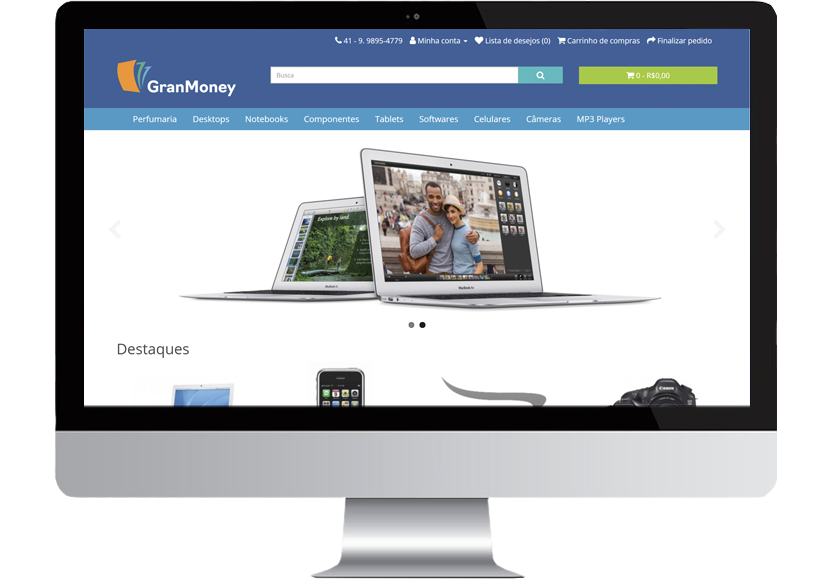 41 - 9. 9895-4779 Minha conta Lista de desejos (0) Carrinho de compras Finalizar pedido
GranMoney
Busca
0 - R$0,00
Perfumaria Desktops Notebooks Componentes Tablets Softwares Celulares Câmeras MP3 Players
Explore by land.
MacBook Air
MacBook Air
Destaques
Canon